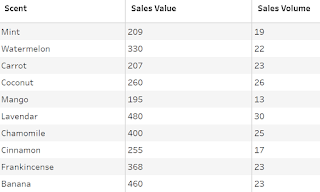 Scent Sales Value Sales Volume
Mint 209 19
Watermelon 330 22
Carrot 207 23
Coconut 260 26
Mango 195 13
Lavendar 480 30
Chamomile 400 25
Cinnamon 255 17
Frankincense 368 23
Banana 460 23